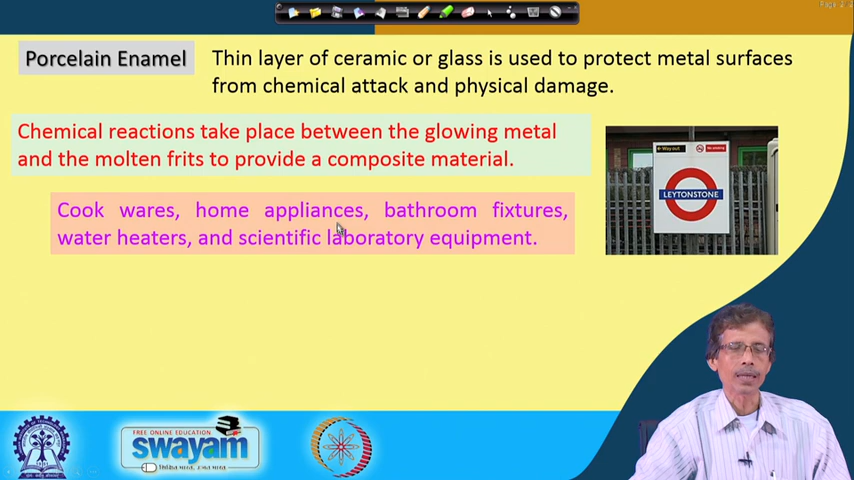 Porcelain Enamel
Thin layer of ceramic or glass is used to protect metal surfaces
from chemical attack and physical damage.
Chemical reactions take place between the glowing metal
and the molten frits to provide a composite material.
Way out
LEYTONSTONE
Cook wares, home appliances, bathroom fixtures,
water heaters, and scientific laboratory equipment.
FREE ONLINE EDUCATION
swayam